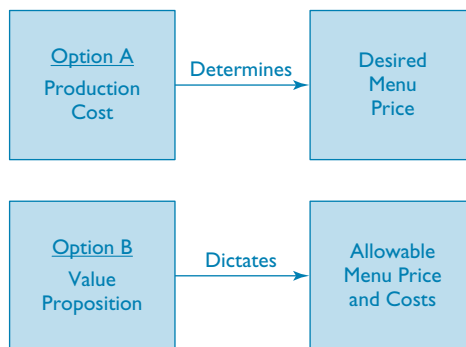 Option A
Production
Cost
Determines
Desired
Menu
Price
Option B
Value
Proposition
Dictates
Allowable
Menu Price
and Costs